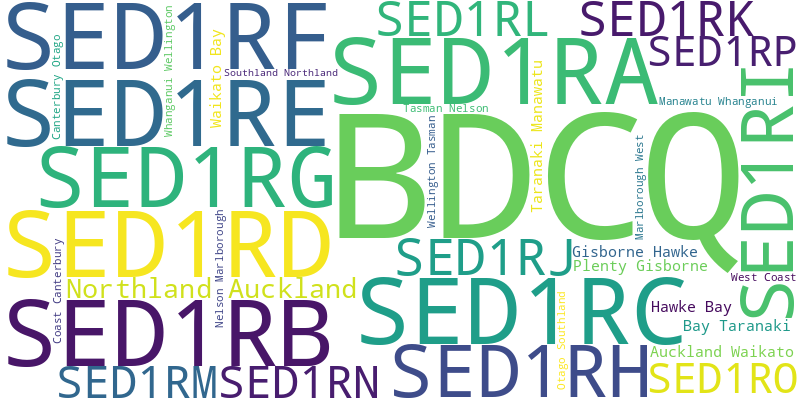 SED1RF
SED1RL
SED1RK
SED1RA
SED1RP
Canterbury Otago
Whanganui Wellington
Waikato Bay
Southland Northland
SED1RE
Tasman Nelson
Taranaki Manawatu
Manawatu Whanganui
SED1RI
BDCQ
Wellington Tasman
Marlborough West
SED1RG
SED1RD
Nelson Marlborough
Coast Canterbury
SED1RJ
Gisborne Hawke
Plenty Gisborne
West Coast
Northland Auckland
SED1RC
Otago Southland
Hawke Bay
Bay Taranaki
SED1RB
SED1RH
Auckland Waikato
SED1RM
SED1RN
SED1RO